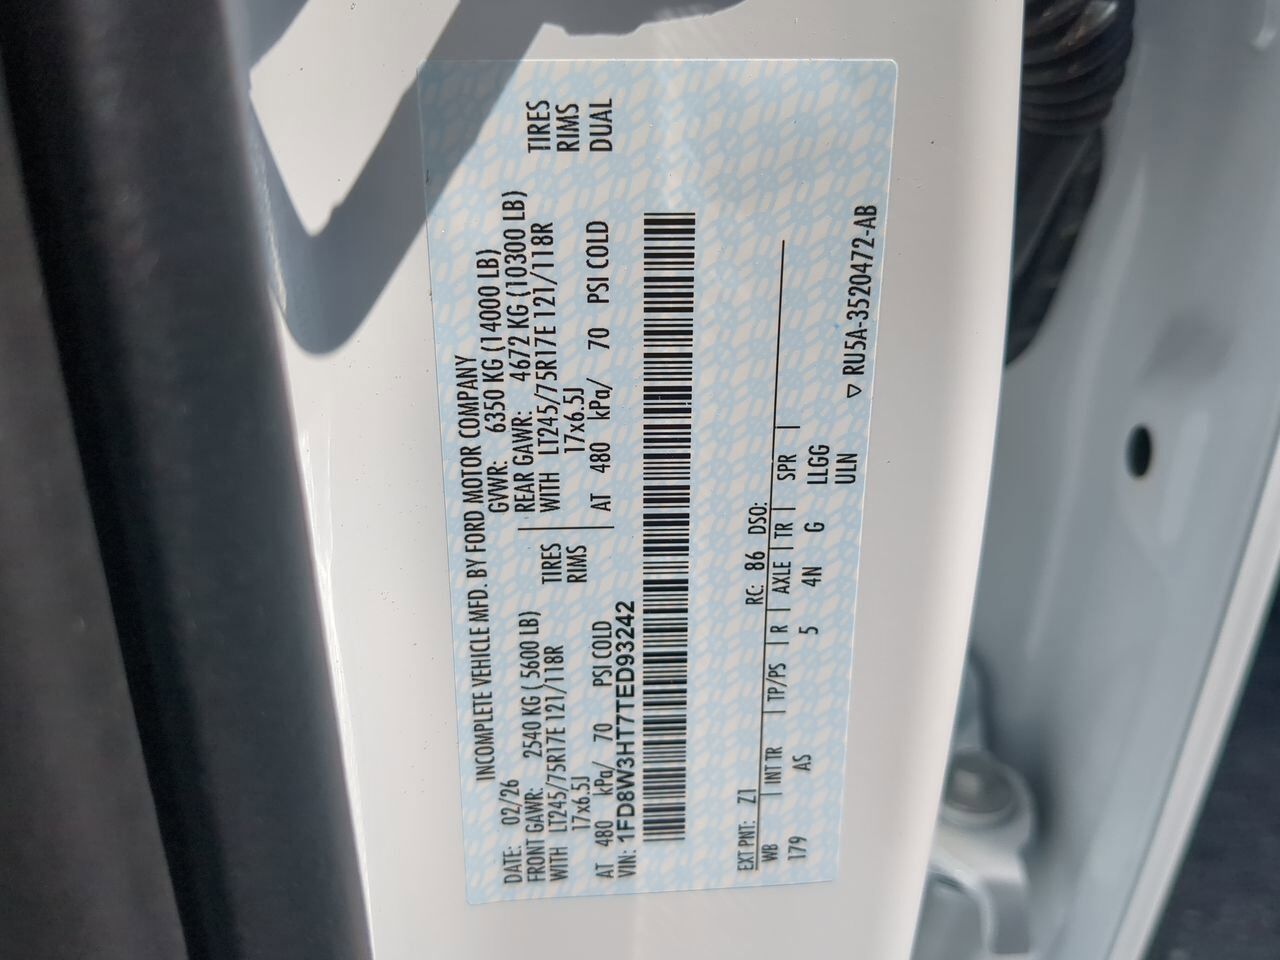 INCOMPLETE VEHICLE MFD. BY FORD MOTOR COMPANY
DATE: 02/26 GVWR: 6350 KG (14000 LB)
FRONT GAWR: 2540 KG ( 5600 LB) REAR GAWR: 4672 KG (10300 LB)
WITH LT245/75R17E 121/118R TIRES WITH LT245/75R17E 121/118R TIRES
17x6.5J RIMS 17x6.5J RIMS
AT 480 kPa/ 70 PSI COLD AT 480 kPa/ 70 PSI COLD DUAL
VIN: 1FD8W3HT7TED93242
EXT PNT: Z1 RC: 86 DSO:
WB | INT TR | TP/PS | R | AXLE | TR | SPR |
179 AS 5 4N G LLGG
ULN
▽ RU5A-3520472-AB